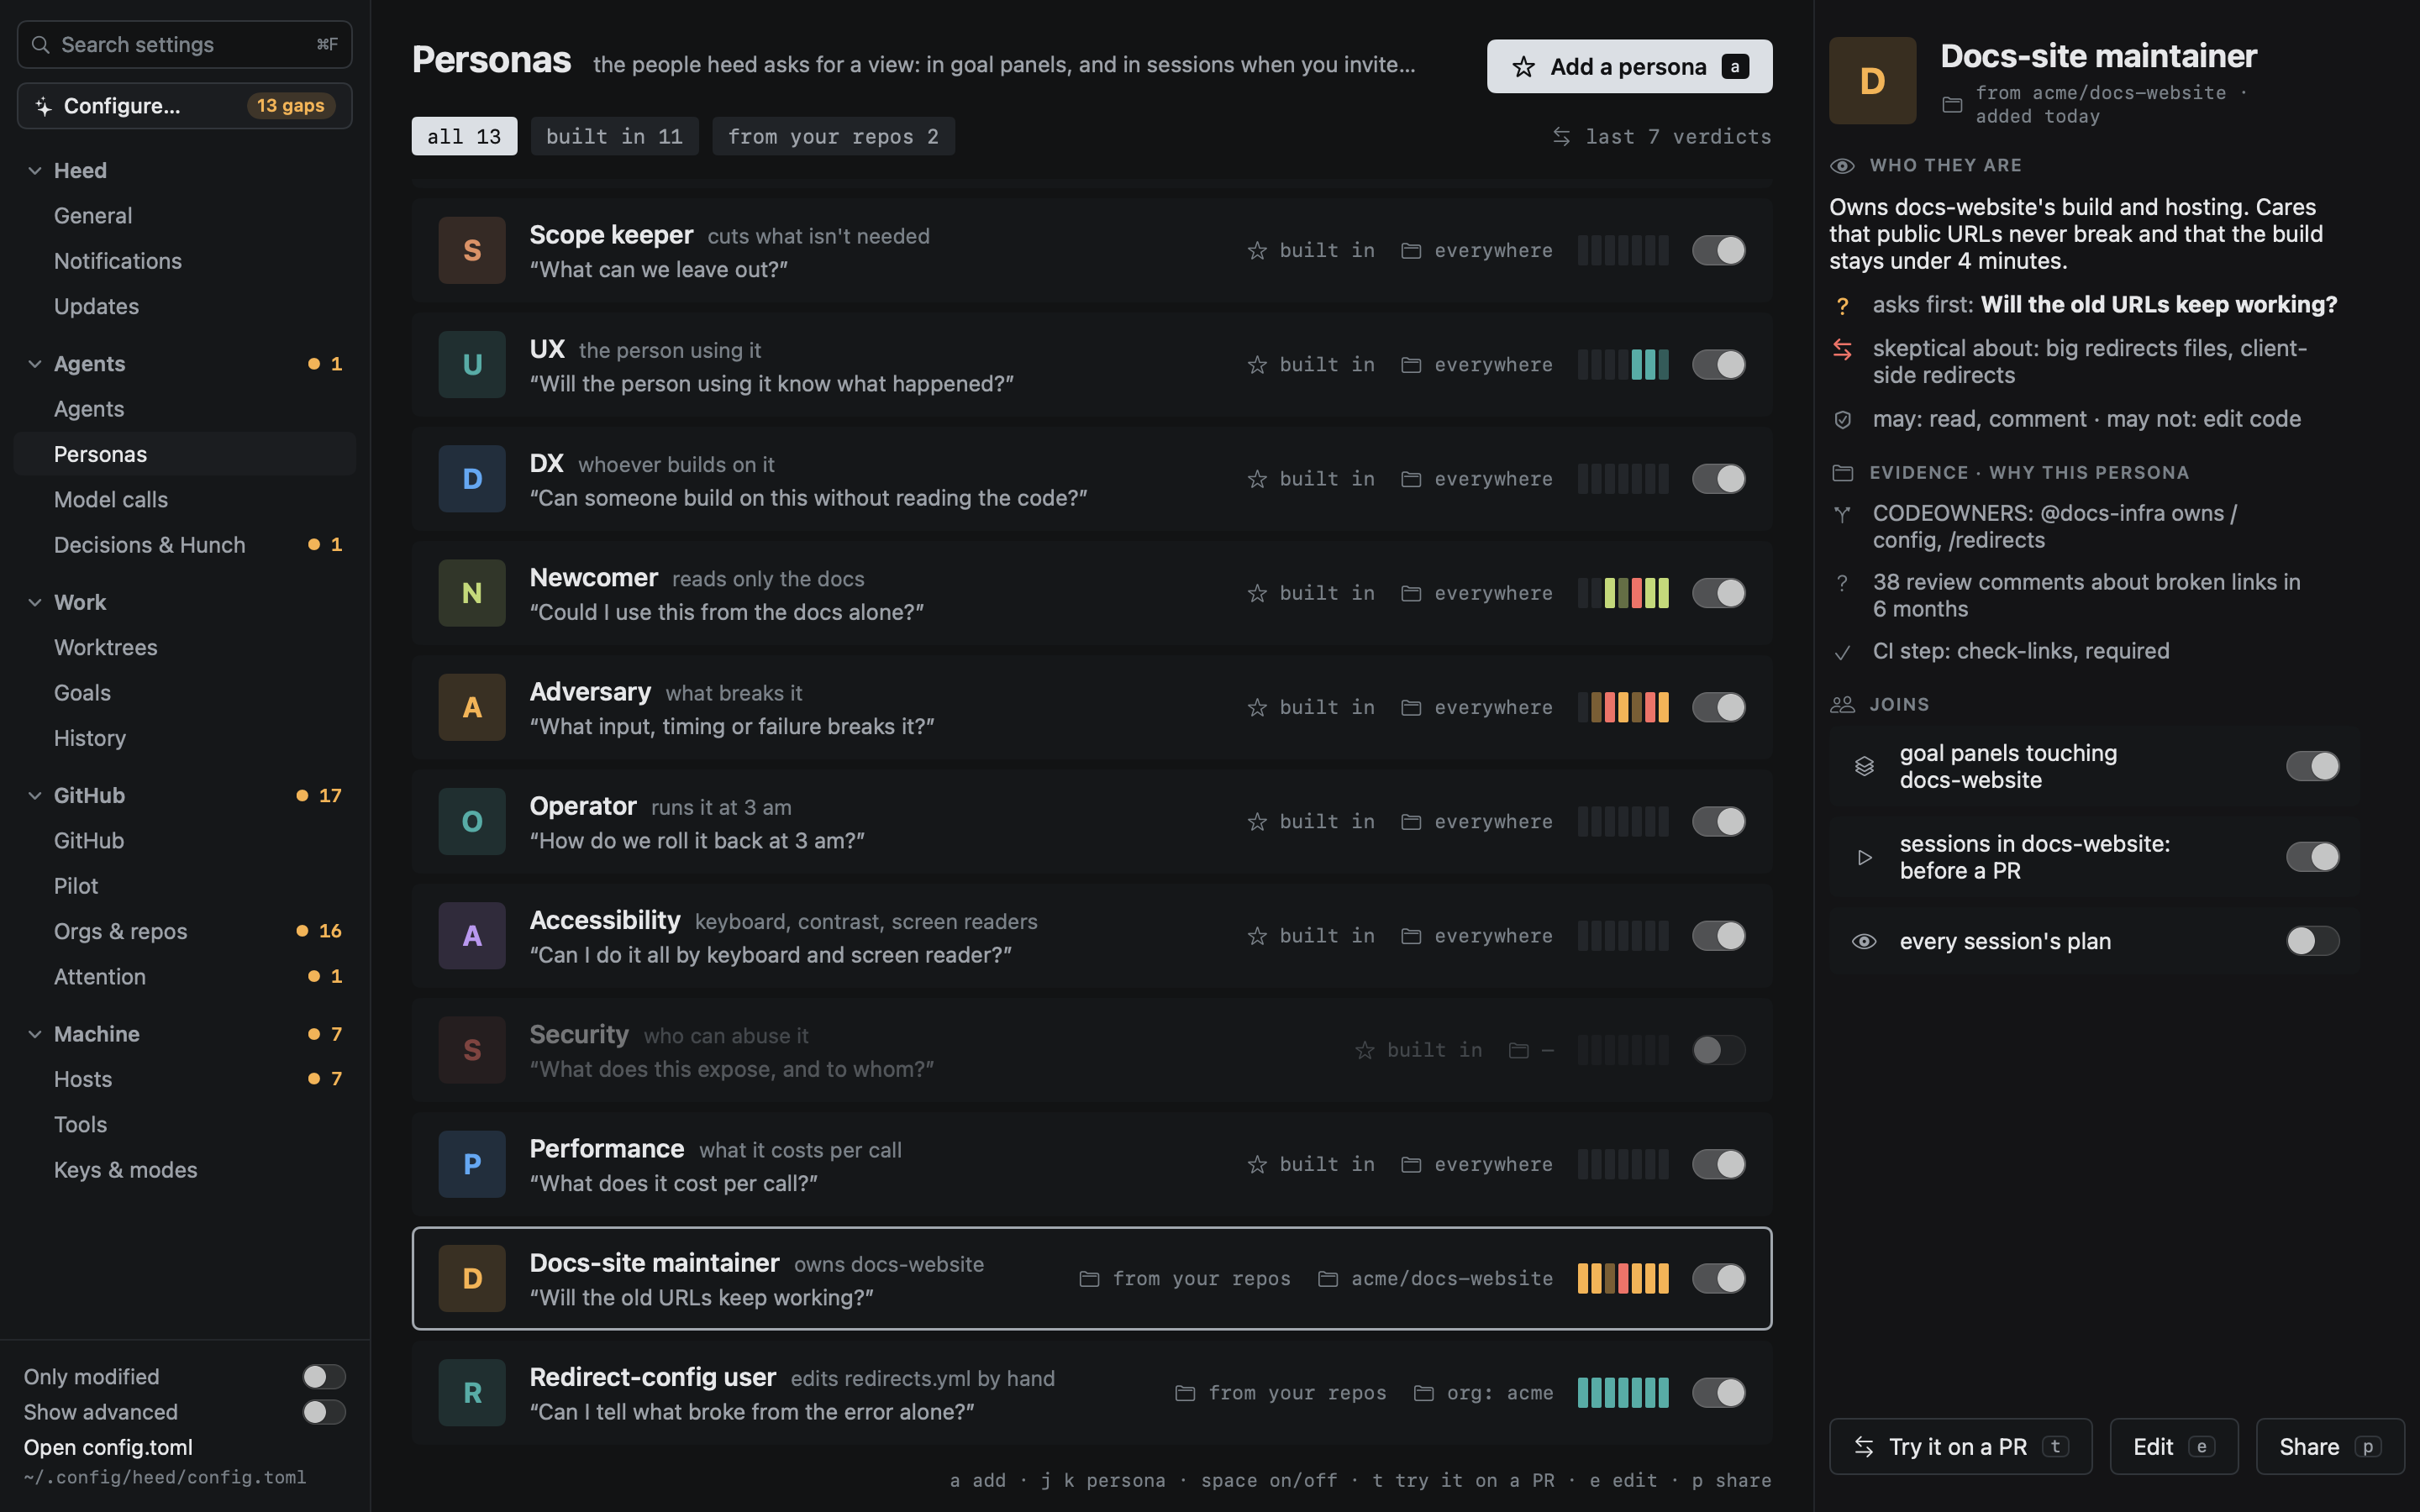 Search settings ⌘F
Configure... 13 gaps
Heed
General
Notifications
Updates
Agents 1
Agents
Personas
Model calls
Decisions & Hunch 1
Work
Worktrees
Goals
History
GitHub 17
GitHub
Pilot
Orgs & repos 16
Attention 1
Machine 7
Hosts 7
Tools
Keys & modes
Only modified
Show advanced
Open config.toml
~/.config/heed/config.toml
Personas the people heed asks for a view: in goal panels, and in sessions when you invite...
Add a persona a
all 13 built in 11 from your repos 2
last 7 verdicts
S Scope keeper cuts what isn't needed
“What can we leave out?”
built in everywhere
U UX the person using it
“Will the person using it know what happened?”
built in everywhere
D DX whoever builds on it
“Can someone build on this without reading the code?”
built in everywhere
N Newcomer reads only the docs
“Could I use this from the docs alone?”
built in everywhere
A Adversary what breaks it
“What input, timing or failure breaks it?”
built in everywhere
O Operator runs it at 3 am
“How do we roll it back at 3 am?”
built in everywhere
A Accessibility keyboard, contrast, screen readers
“Can I do it all by keyboard and screen reader?”
built in everywhere
S Security who can abuse it
“What does this expose, and to whom?”
built in —
P Performance what it costs per call
“What does it cost per call?”
built in everywhere
D Docs-site maintainer owns docs-website
“Will the old URLs keep working?”
from your repos acme/docs-website
R Redirect-config user edits redirects.yml by hand
“Can I tell what broke from the error alone?”
from your repos org: acme
a add · j k persona · space on/off · t try it on a PR · e edit · p share
D Docs-site maintainer
from acme/docs-website ·
added today
WHO THEY ARE
Owns docs-website's build and hosting. Cares
that public URLs never break and that the build
stays under 4 minutes.
? asks first: Will the old URLs keep working?
skeptical about: big redirects files, client-
side redirects
may: read, comment · may not: edit code
EVIDENCE · WHY THIS PERSONA
CODEOWNERS: @docs-infra owns /
config, /redirects
? 38 review comments about broken links in
6 months
CI step: check-links, required
JOINS
goal panels touching
docs-website
sessions in docs-website:
before a PR
every session's plan
Try it on a PR t
Edit e
Share p